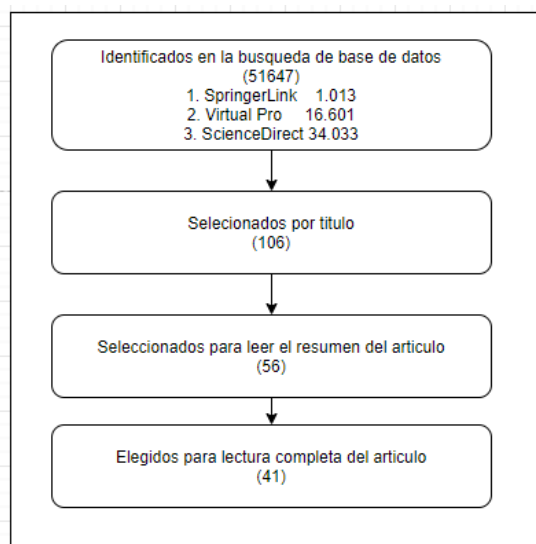 Identificados en la busqueda de base de datos
(51647)
1. SpringerLink 1.013
2. Virtual Pro 16.601
3. ScienceDirect 34.033
Selecionados por titulo
(106)
Seleccionados para leer el resumen del articulo
(56)
Elegidos para lectura completa del articulo
(41)